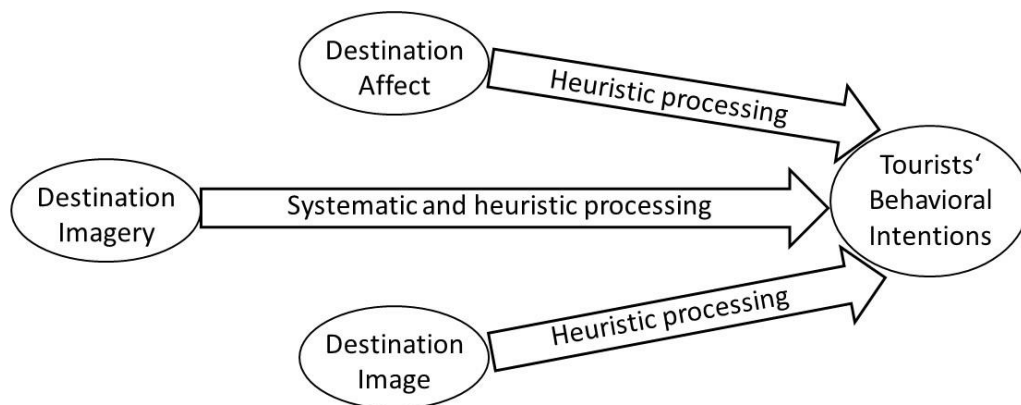 Destination
Affect
Heuristic processing
Destination
Imagery
Systematic and heuristic processing
Tourists‘
Behavioral
Intentions
Destination
Image
Heuristic processing